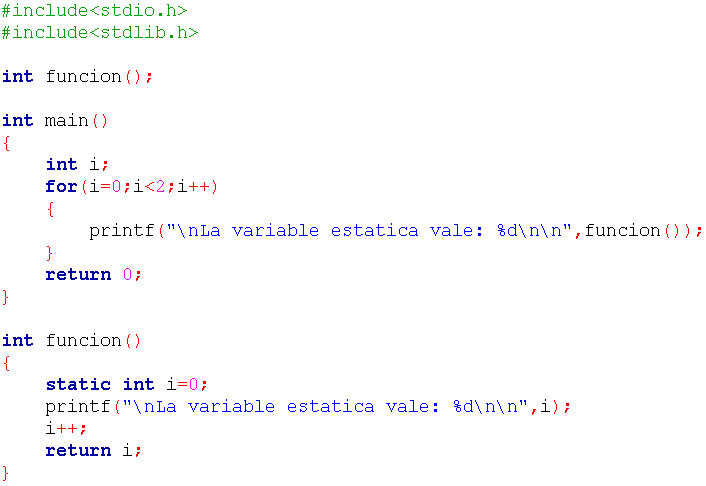 #include<stdio.h>
#include<stdlib.h>

int funcion();

int main()
{
    int i;
    for(i=0;i<2;i++)
    {
        printf("\nLa variable estatica vale: %d\n\n",funcion());
    }
    return 0;
}

int funcion()
{
    static int i=0;
    printf("\nLa variable estatica vale: %d\n\n",i);
    i++;
    return i;
}